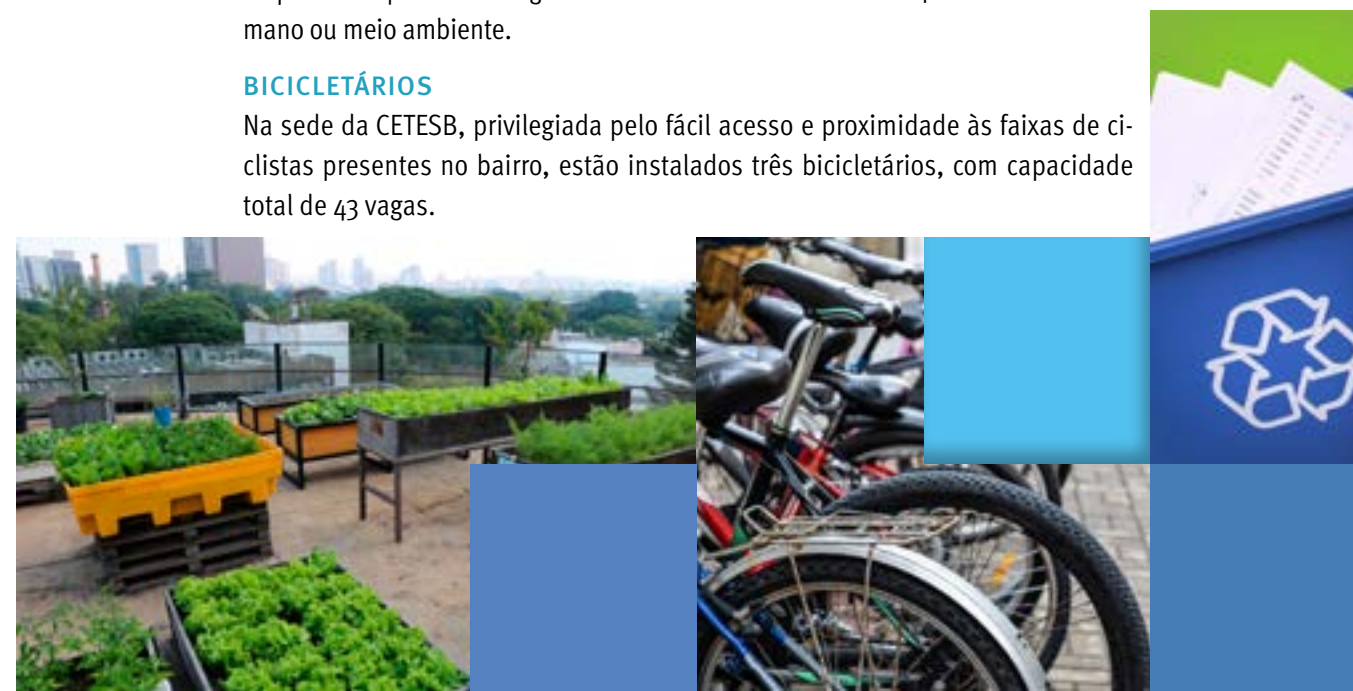 mano ou meio ambiente.
BICICLETÁRIOS
Na sede da CETESB, privilegiada pelo fácil acesso e proximidade às faixas de ci-
clistas presentes no bairro, estão instalados três bicicletários, com capacidade
total de 43 vagas.